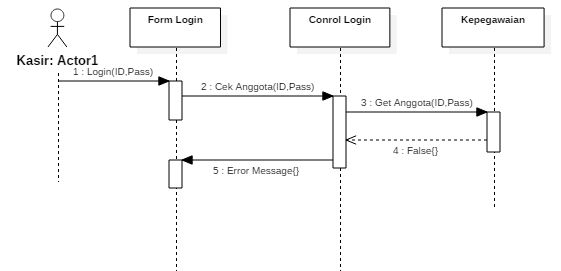 Form Login
Conrol Login
Kepegawaian
Kasir: Actor1
1 : Login(ID,Pass)
2 : Cek Anggota(ID,Pass)
3 : Get Anggota(ID,Pass)
4 : False{}
5 : Error Message{}